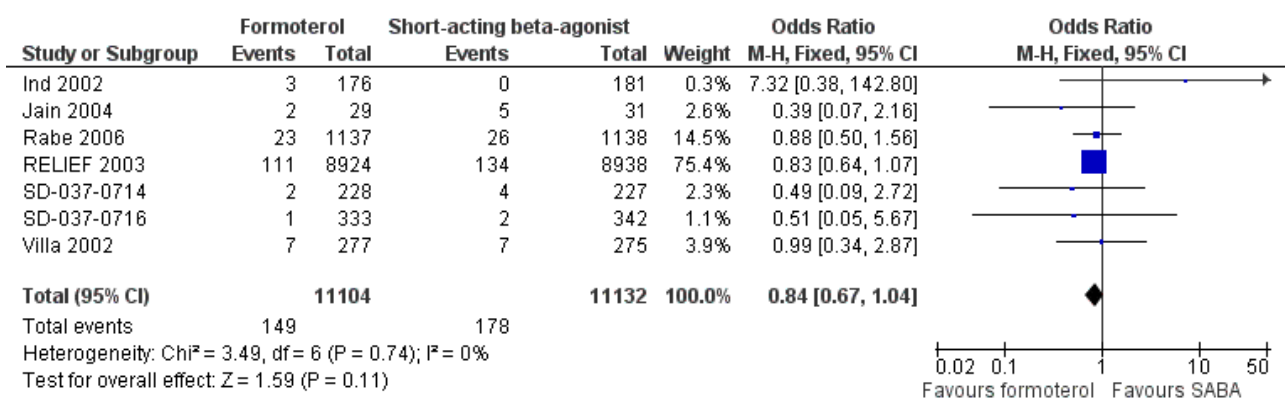 Formoterol Short-acting beta-agonist Odds Ratio Odds Ratio
Study or Subgroup Events Total Events Total Weight M-H, Fixed, 95% CI M-H, Fixed, 95% CI
Ind 2002 3 176 0 181 0.3% 7.32 [0.38, 142.80]
Jain 2004 2 29 5 31 2.6% 0.39 [0.07, 2.16]
Rabe 2006 23 1137 26 1138 14.5% 0.88 [0.50, 1.56]
RELIEF 2003 111 8924 134 8938 75.4% 0.83 [0.64, 1.07]
SD-037-0714 2 228 4 227 2.3% 0.49 [0.09, 2.72]
SD-037-0716 1 333 2 342 1.1% 0.51 [0.05, 5.67]
Villa 2002 7 277 7 275 3.9% 0.99 [0.34, 2.87]
Total (95% CI) 11104 11132 100.0% 0.84 [0.67, 1.04]
Total events 149 178
Heterogeneity: Chi² = 3.49, df = 6 (P = 0.74); I² = 0%
Test for overall effect: Z = 1.59 (P = 0.11)
0.02 0.1 1 10 50
Favours formoterol Favours SABA